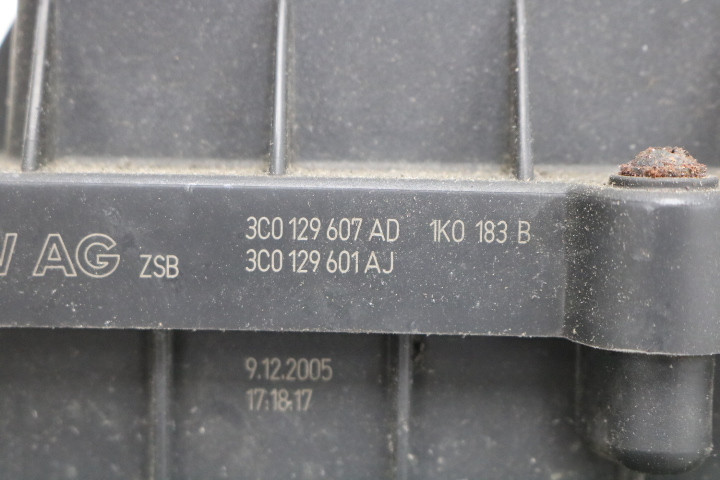 AG ZSB 3C0 129 607 AD 1K0 183 B
3C0 129 601 AJ
9.12.2005
17:18:17